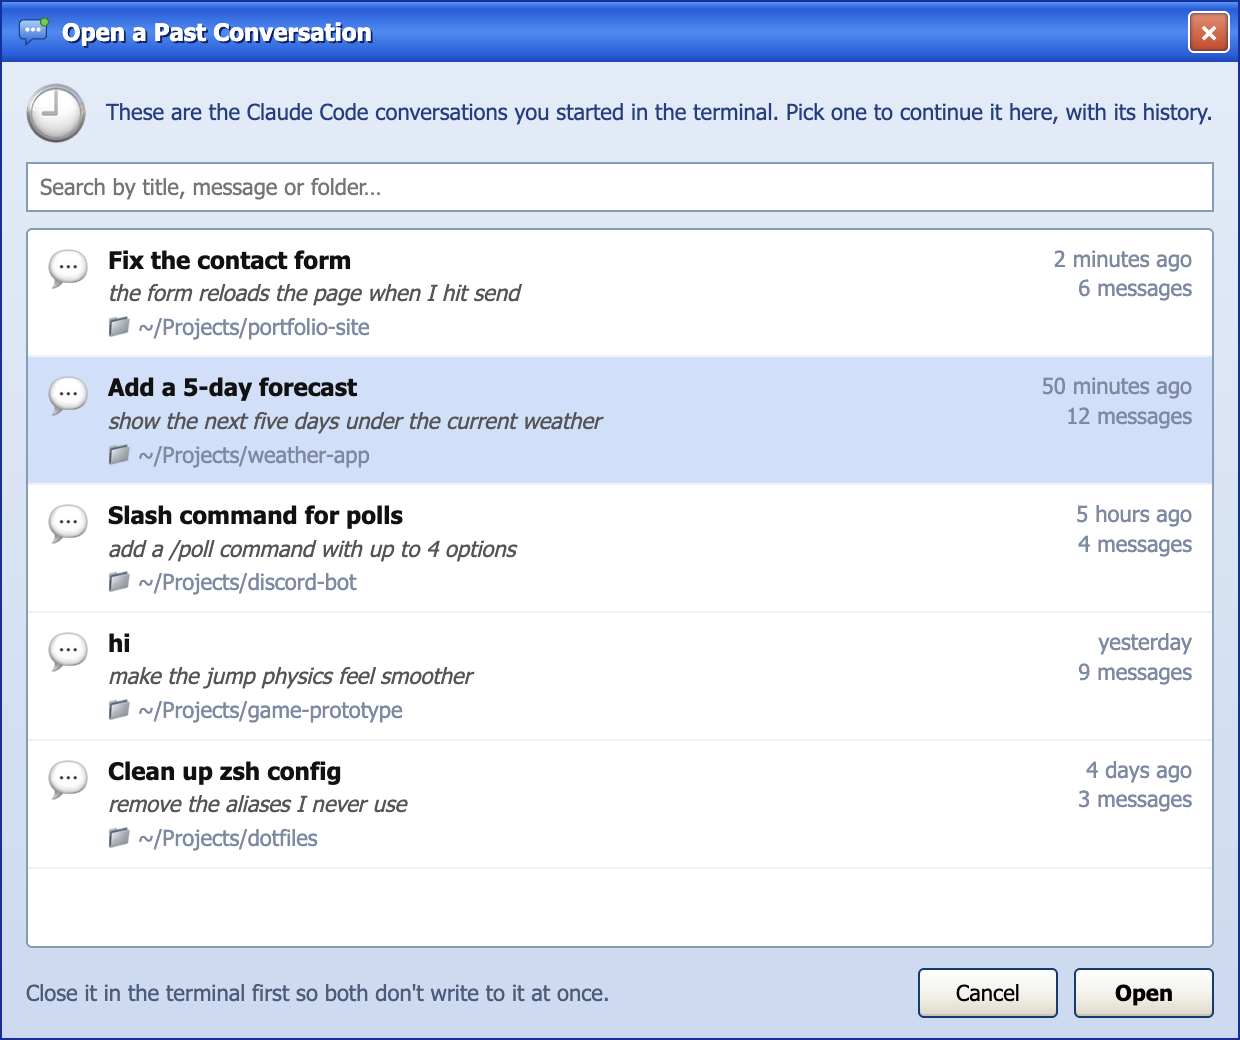 Open a Past Conversation
These are the Claude Code conversations you started in the terminal. Pick one to continue it here, with its history.
Search by title, message or folder...
Fix the contact form
2 minutes ago
the form reloads the page when I hit send
6 messages
~/Projects/portfolio-site
Add a 5-day forecast
50 minutes ago
show the next five days under the current weather
12 messages
~/Projects/weather-app
Slash command for polls
5 hours ago
add a /poll command with up to 4 options
4 messages
~/Projects/discord-bot
hi
yesterday
make the jump physics feel smoother
9 messages
~/Projects/game-prototype
Clean up zsh config
4 days ago
remove the aliases I never use
3 messages
~/Projects/dotfiles
Close it in the terminal first so both don't write to it at once.
Cancel
Open